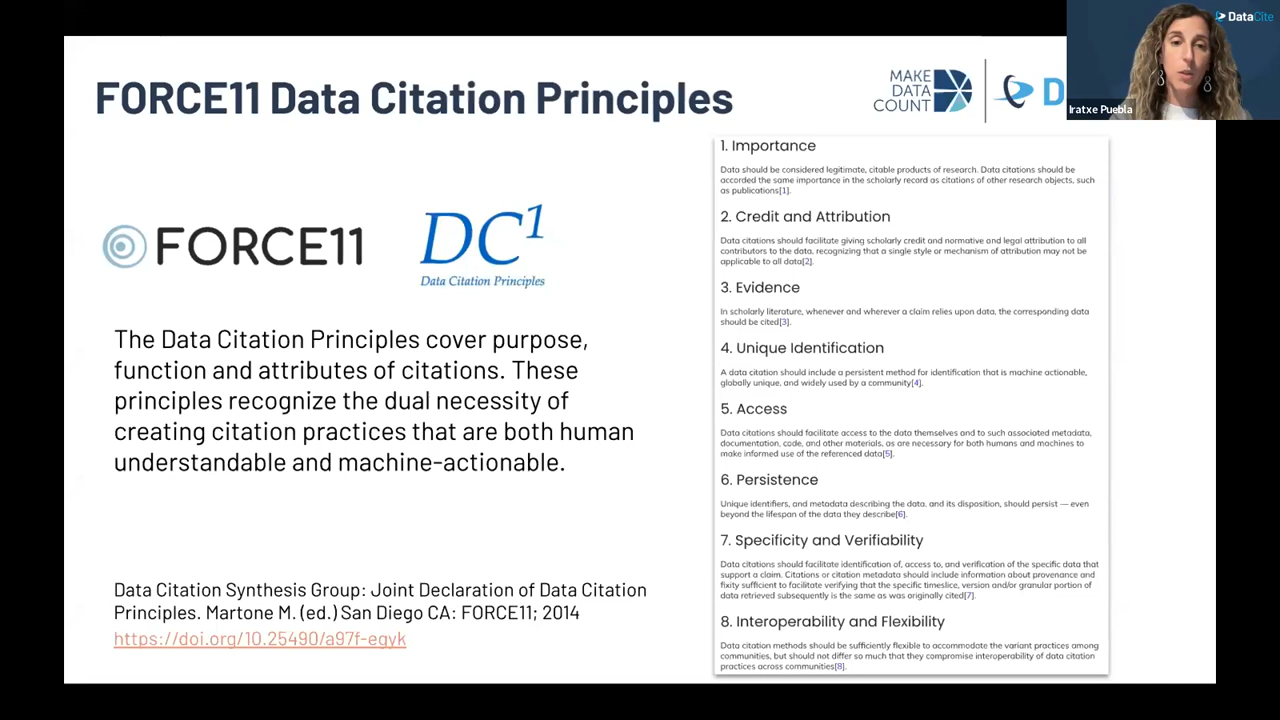 FORCE11 Data Citation Principles
MAKE
DATA
COUNT
D
DataCite
Iratxe Puebla
FORCE11
DC1
Data Citation Principles
The Data Citation Principles cover purpose,
function and attributes of citations. These
principles recognize the dual necessity of
creating citation practices that are both human
understandable and machine-actionable.
Data Citation Synthesis Group: Joint Declaration of Data Citation
Principles. Martone M. (ed.) San Diego CA: FORCE11; 2014
https://doi.org/10.25490/a97f-egyk
1. Importance
Data should be considered legitimate, citable products of research. Data citations should be
accorded the same importance in the scholarly record as citations of other research objects, such
as publications[1].
2. Credit and Attribution
Data citations should facilitate giving scholarly credit and normative and legal attribution to all
contributors to the data, recognizing that a single style or mechanism of attribution may not be
applicable to all data[2].
3. Evidence
In scholarly literature, whenever and wherever a claim relies upon data, the corresponding data
should be cited[3].
4. Unique Identification
A data citation should include a persistent method for identification that is machine actionable,
globally unique, and widely used by a community[4].
5. Access
Data citations should facilitate access to the data themselves and to such associated metadata,
documentation, code, and other materials, as are necessary for both humans and machines to
make informed use of the referenced data[5].
6. Persistence
Unique identifiers, and metadata describing the data, and its disposition, should persist — even
beyond the lifespan of the data they describe[6].
7. Specificity and Verifiability
Data citations should facilitate identification of, access to, and verification of the specific data that
support a claim. Citations or citation metadata should include information about provenance and
fixity sufficient to facilitate verifying that the specific timeslice, version and/or granular portion of
data retrieved subsequently is the same as was originally cited[7].
8. Interoperability and Flexibility
Data citation methods should be sufficiently flexible to accommodate the variant practices among
communities, but should not differ so much that they compromise interoperability of data citation
practices across communities[8].